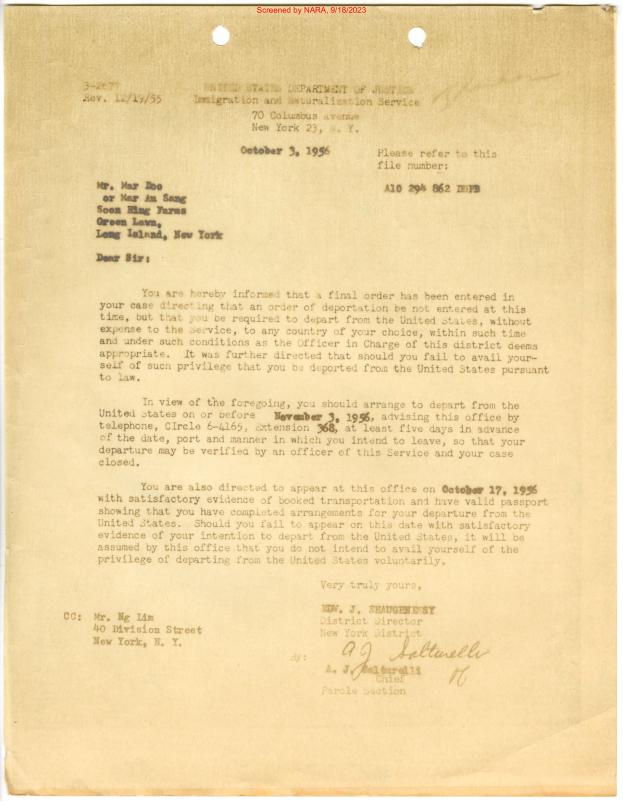 Screened by NARA, 9/18/2023
Rev. 12/19/55
UNITED STATES DEPARTMENT OF JUSTICE
Immigration and Naturalization Service
70 Columbus avenue
New York 23, N. Y.
October 3, 1956
Please refer to this
file number:
A10 294 862
Mr. Mar Doo
or Mar An Sang
Soon Hing Farms
Green Lawn,
Long Island, New York
Dear Sir:
You are hereby informed that a final order has been entered in
your case directing that an order of deportation be not entered at this
time, but that you be required to depart from the United States, without
expense to the Service, to any country of your choice, within such time
and under such conditions as the Officer in Charge of this district deems
appropriate. It was further directed that should you fail to avail your-
self of such privilege that you be deported from the United States pursuant
to law.
In view of the foregoing, you should arrange to depart from the
United States on or before November 3, 1956, advising this office by
telephone, CIrcle 6-4165, Extension 368, at least five days in advance
of the date, port and manner in which you intend to leave, so that your
departure may be verified by an officer of this Service and your case
closed.
You are also directed to appear at this office on October 17, 1956
with satisfactory evidence of booked transportation and have valid passport
showing that you have completed arrangements for your departure from the
United States. Should you fail to appear on this date with satisfactory
evidence of your intention to depart from the United States, it will be
assumed by this office that you do not intend to avail yourself of the
privilege of departing from the United States voluntarily.
Very truly yours,
EDW. J. SHAUGHNESSY
District Director
New York District
CC: Mr. Ng Lim
40 Division Street
New York, N. Y.
By: A J Salturelli
A. J. Salturelli
Chief
Parole Section